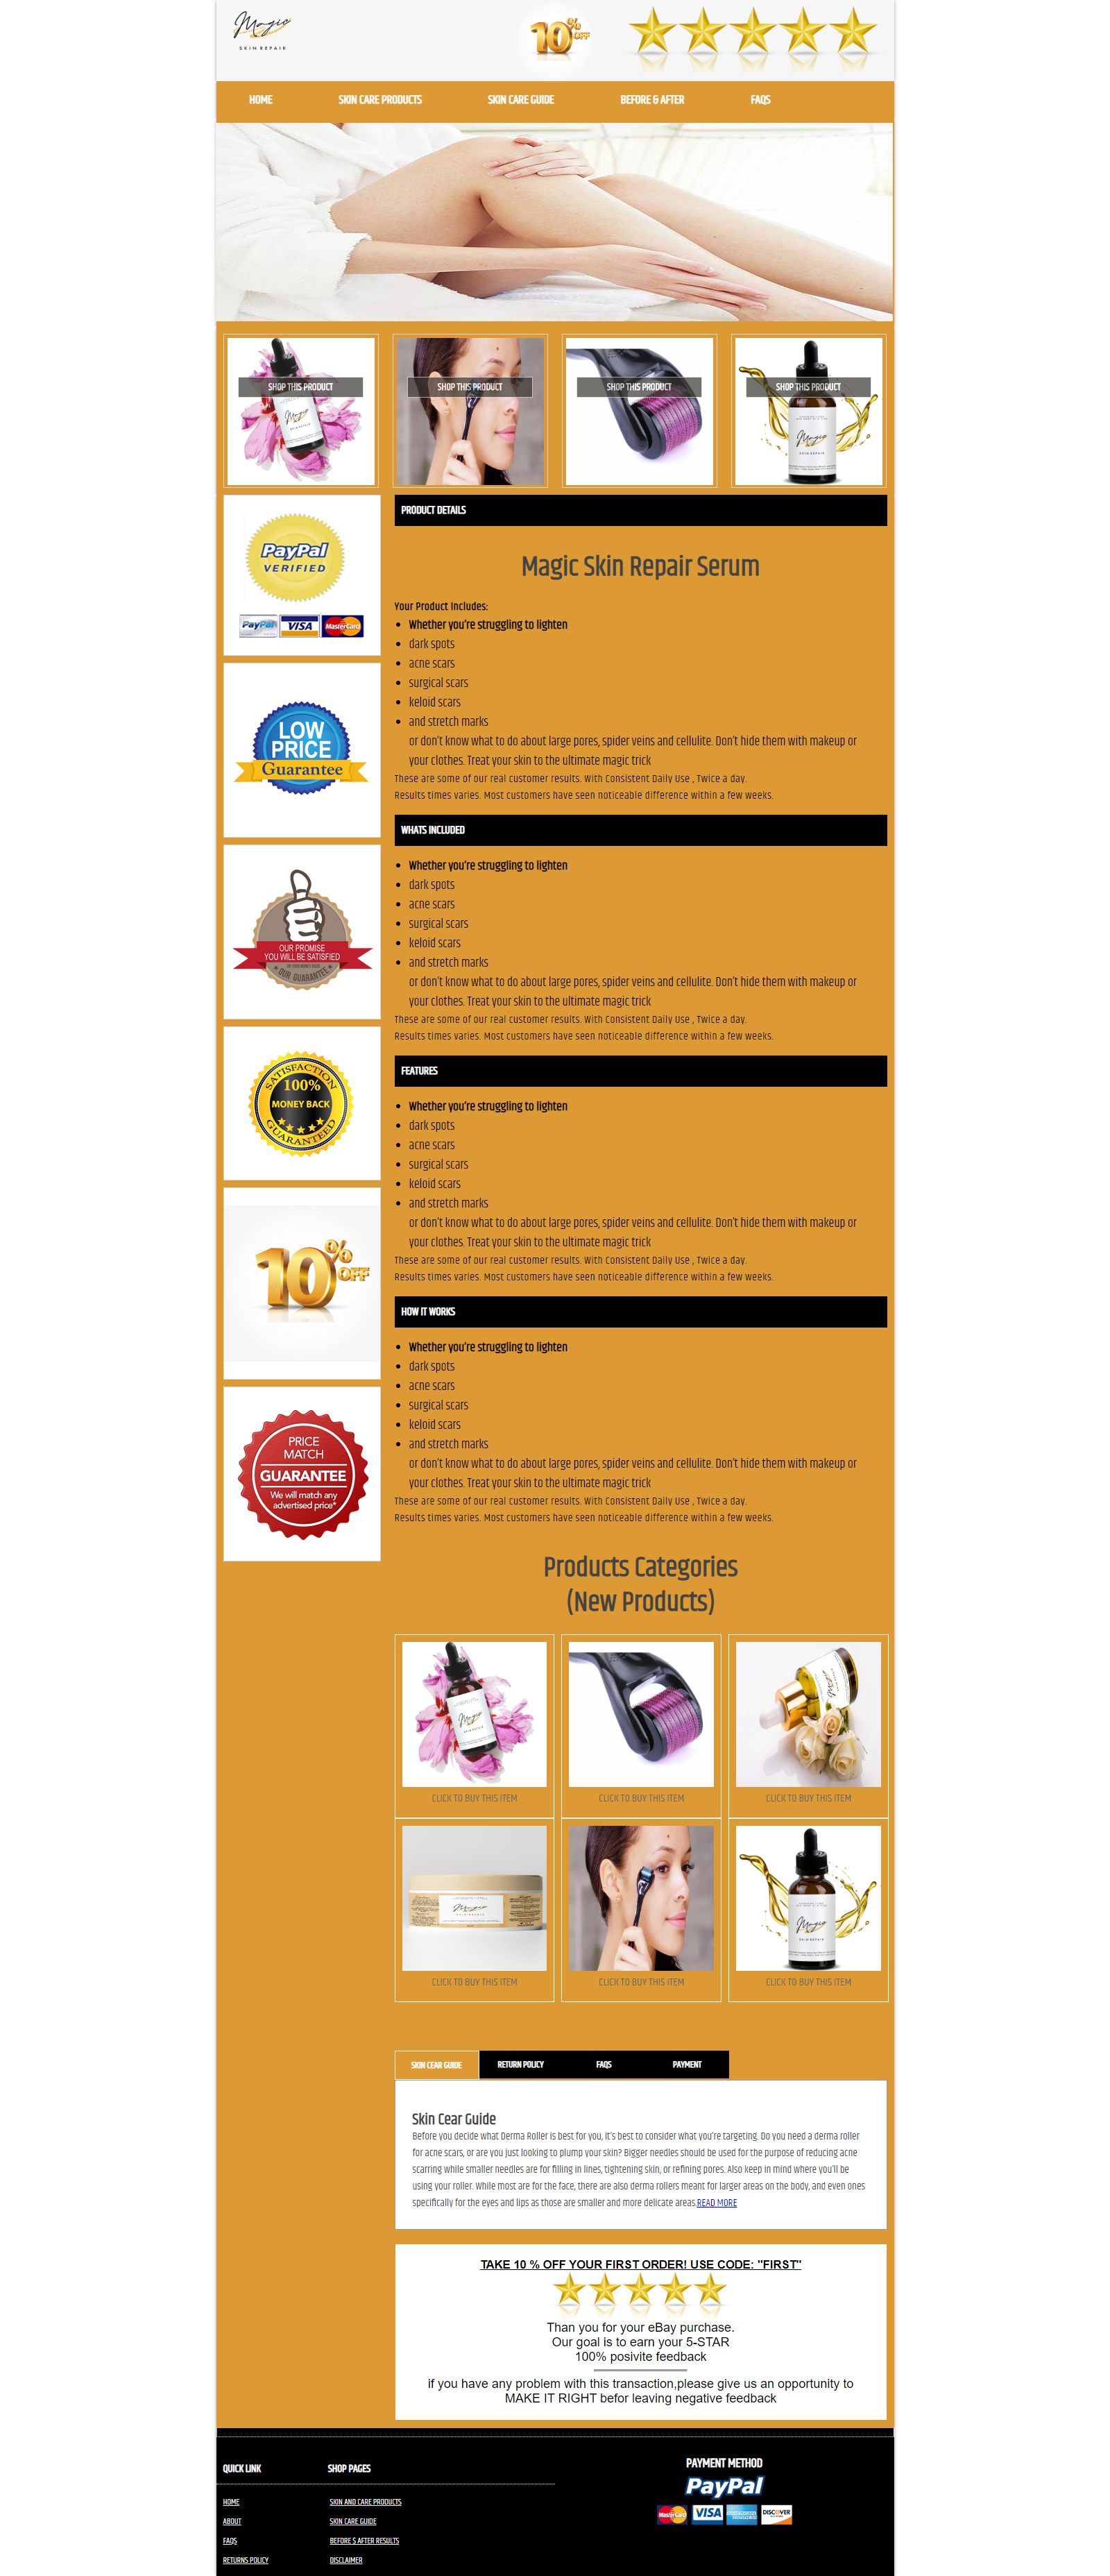 Magic
SKIN REPAIR
10% OFF
HOME SKIN CARE PRODUCTS SKIN CARE GUIDE BEFORE & AFTER FAQS
SHOP THIS PRODUCT SHOP THIS PRODUCT SHOP THIS PRODUCT SHOP THIS PRODUCT
Magic
SKIN REPAIR
Magic
SKIN REPAIR
PayPal
VERIFIED
PayPal VISA MasterCard
LOW
PRICE
Guarantee
OUR PROMISE
YOU WILL BE SATISFIED
OUR GUARANTEE
SATISFACTION
100%
MONEY BACK
GUARANTEED
10% OFF
PRICE
MATCH
GUARANTEE
We will match any
advertised price*
PRODUCT DETAILS
Magic Skin Repair Serum
Your Product Includes:
• Whether you're struggling to lighten
• dark spots
• acne scars
• surgical scars
• keloid scars
• and stretch marks
or don't know what to do about large pores, spider veins and cellulite. Don't hide them with makeup or
your clothes. Treat your skin to the ultimate magic trick
These are some of our real customer results. With Consistent Daily Use , Twice a day.
Results times varies. Most customers have seen noticeable difference within a few weeks.
WHATS INCLUDED
• Whether you're struggling to lighten
• dark spots
• acne scars
• surgical scars
• keloid scars
• and stretch marks
or don't know what to do about large pores, spider veins and cellulite. Don't hide them with makeup or
your clothes. Treat your skin to the ultimate magic trick
These are some of our real customer results. With Consistent Daily Use , Twice a day.
Results times varies. Most customers have seen noticeable difference within a few weeks.
FEATURES
• Whether you're struggling to lighten
• dark spots
• acne scars
• surgical scars
• keloid scars
• and stretch marks
or don't know what to do about large pores, spider veins and cellulite. Don't hide them with makeup or
your clothes. Treat your skin to the ultimate magic trick
These are some of our real customer results. With Consistent Daily Use , Twice a day.
Results times varies. Most customers have seen noticeable difference within a few weeks.
HOW IT WORKS
• Whether you're struggling to lighten
• dark spots
• acne scars
• surgical scars
• keloid scars
• and stretch marks
or don't know what to do about large pores, spider veins and cellulite. Don't hide them with makeup or
your clothes. Treat your skin to the ultimate magic trick
These are some of our real customer results. With Consistent Daily Use , Twice a day.
Results times varies. Most customers have seen noticeable difference within a few weeks.
Products Categories
(New Products)
Magic
SKIN REPAIR
Magic
CLICK TO BUY THIS ITEM CLICK TO BUY THIS ITEM CLICK TO BUY THIS ITEM
Magic
SKIN REPAIR
Magic
SKIN REPAIR
CLICK TO BUY THIS ITEM CLICK TO BUY THIS ITEM CLICK TO BUY THIS ITEM
SKIN CEAR GUIDE RETURN POLICY FAQS PAYMENT
Skin Cear Guide
Before you decide what Derma Roller is best for you, it's best to consider what you're targeting. Do you need a derma roller
for acne scars, or are you just looking to plump your skin? Bigger needles should be used for the purpose of reducing acne
scarring while smaller needles are for filling in lines, tightening skin, or refining pores. Also keep in mind where you'll be
using your roller. While most are for the face, there are also derma rollers meant for larger areas on the body, and even ones
specifically for the eyes and lips as those are smaller and more delicate areas.READ MORE
TAKE 10 % OFF YOUR FIRST ORDER! USE CODE: "FIRST"
Than you for your eBay purchase.
Our goal is to earn your 5-STAR
100% posivite feedback
if you have any problem with this transaction,please give us an opportunity to
MAKE IT RIGHT befor leaving negative feedback
QUICK LINK SHOP PAGES
HOME SKIN AND CARE PRODUCTS
ABOUT SKIN CARE GUIDE
FAQS BEFORE $ AFTER RESULTS
RETURNS POLICY DISCLAIMER
PAYMENT METHOD
PayPal
MasterCard VISA AMERICAN EXPRESS DISCOVER